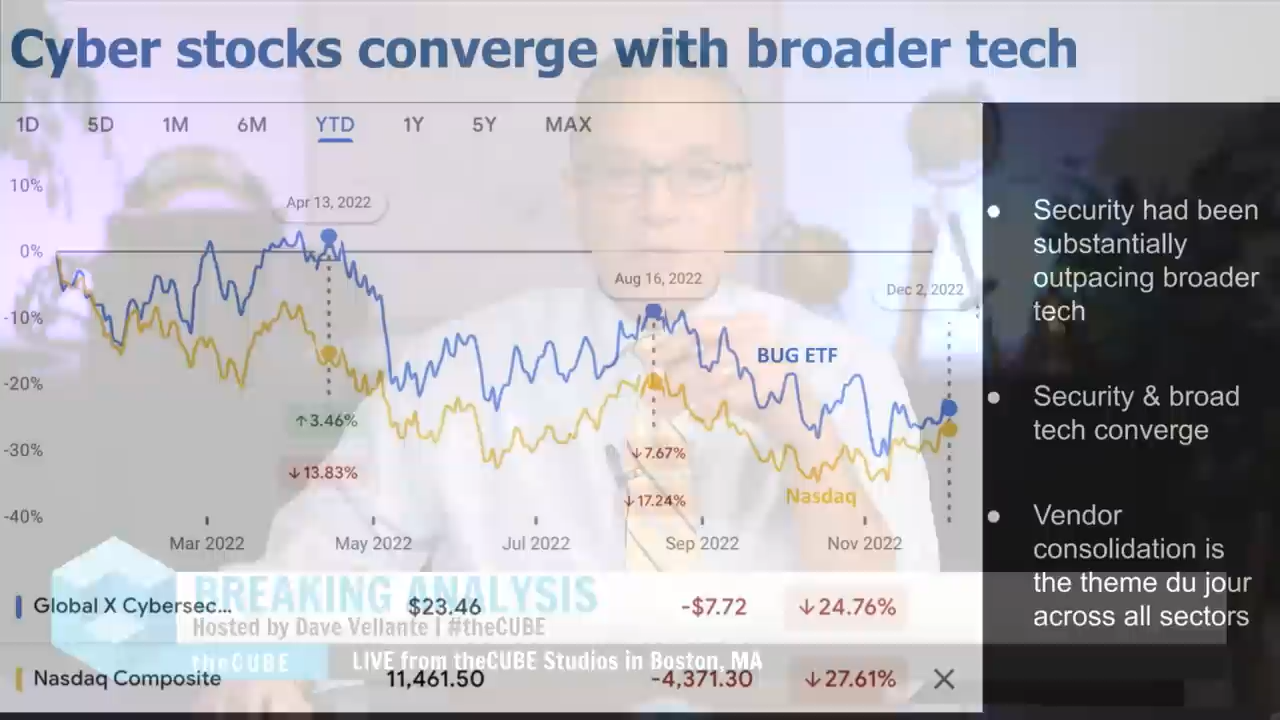 Cyber stocks converge with broader tech
1D 5D 1M 6M YTD 1Y 5Y MAX
10%
0%
-10%
-20%
-30%
-40%
Apr 13, 2022
Aug 16, 2022
Dec 2, 2022
BUG ETF
Nasdaq
↑3.46%
↓13.83%
↓7.67%
↓17.24%
Mar 2022 May 2022 Jul 2022 Sep 2022 Nov 2022
Global X Cybersec... $23.46 -$7.72 ↓24.76%
Nasdaq Composite 11,461.50 -4,371.30 ↓27.61%
• Security had been
substantially
outpacing broader
tech
• Security & broad
tech converge
• Vendor
consolidation is
the theme du jour
across all sectors
BREAKING ANALYSIS
Hosted by Dave Vellante | #theCUBE
theCUBE
LIVE from theCUBE Studios in Boston, MA